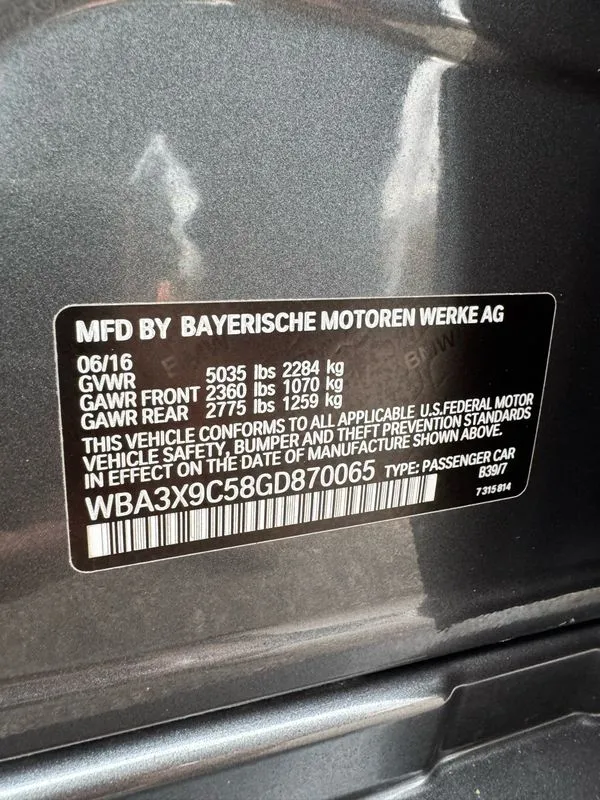 MFD BY BAYERISCHE MOTOREN WERKE AG
06/16
GVWR 5035 lbs 2284 kg
GAWR FRONT 2360 lbs 1070 kg
GAWR REAR 2775 lbs 1259 kg
THIS VEHICLE CONFORMS TO ALL APPLICABLE U.S.FEDERAL MOTOR
VEHICLE SAFETY, BUMPER AND THEFT PREVENTION STANDARDS
IN EFFECT ON THE DATE OF MANUFACTURE SHOWN ABOVE.
WBA3X9C58GD870065 TYPE: PASSENGER CAR
B39/7
7 315 814
BMW